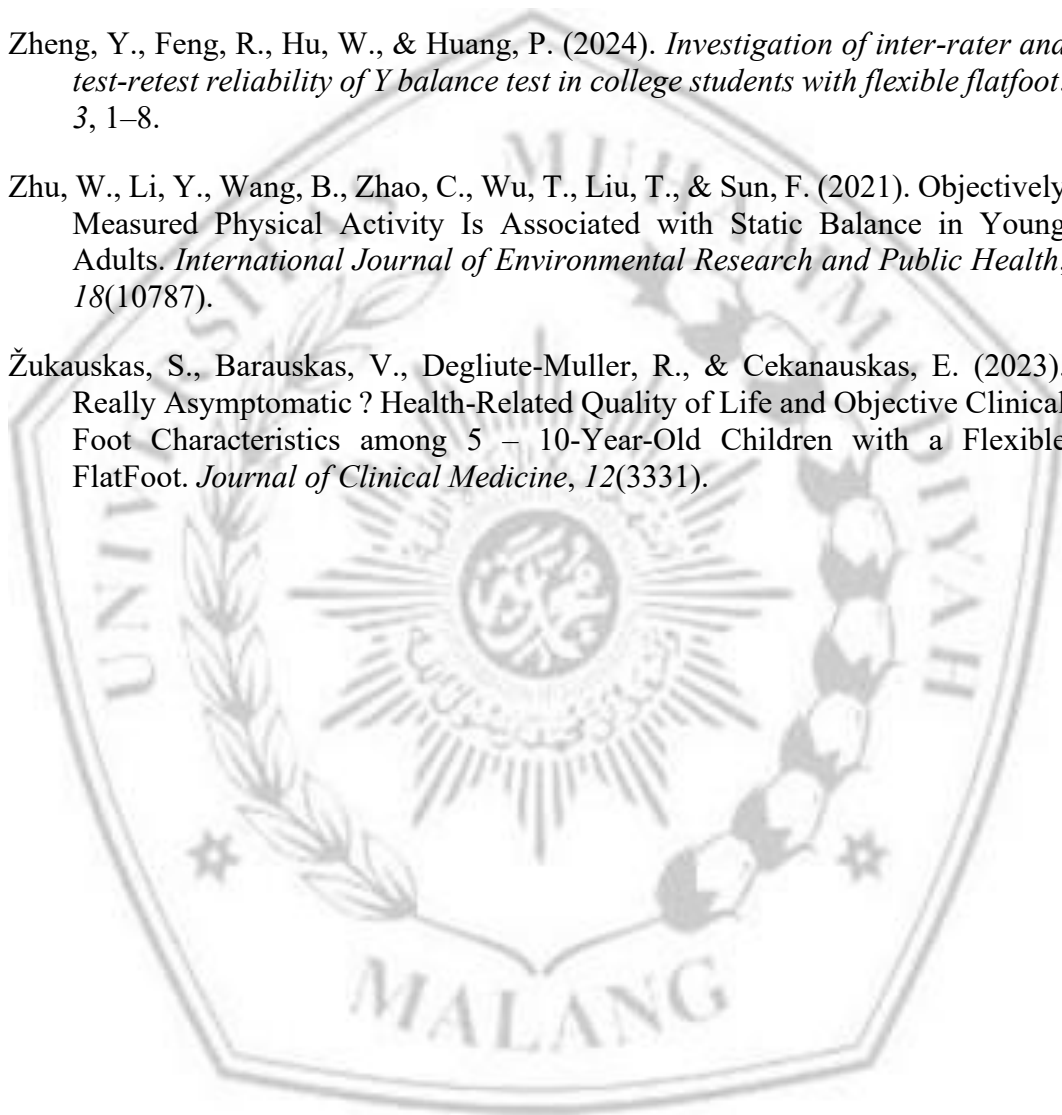 Zheng, Y., Feng, R., Hu, W., & Huang, P. (2024). Investigation of inter-rater and
test-retest reliability of Y balance test in college students with flexible flatfoot.
3, 1–8.
Zhu, W., Li, Y., Wang, B., Zhao, C., Wu, T., Liu, T., & Sun, F. (2021). Objectively
Measured Physical Activity Is Associated with Static Balance in Young
Adults. International Journal of Environmental Research and Public Health,
18(10787).
Žukauskas, S., Barauskas, V., Degliute-Muller, R., & Cekanauskas, E. (2023).
Really Asymptomatic ? Health-Related Quality of Life and Objective Clinical
Foot Characteristics among 5 – 10-Year-Old Children with a Flexible
FlatFoot. Journal of Clinical Medicine, 12(3331).
UNIVERSITAS MUHAMMADIYAH
MALANG